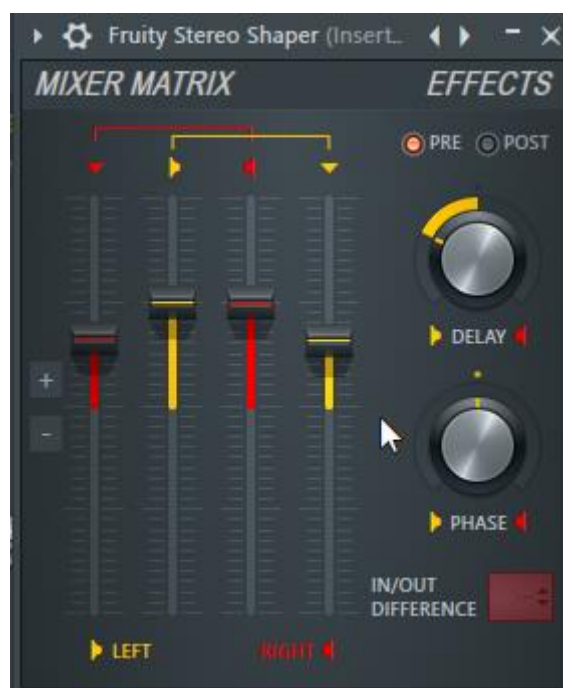 Fruity Stereo Shaper (Insert..
MIXER MATRIX EFFECTS
PRE POST
DELAY
+
-
PHASE
IN/OUT
DIFFERENCE
LEFT RIGHT